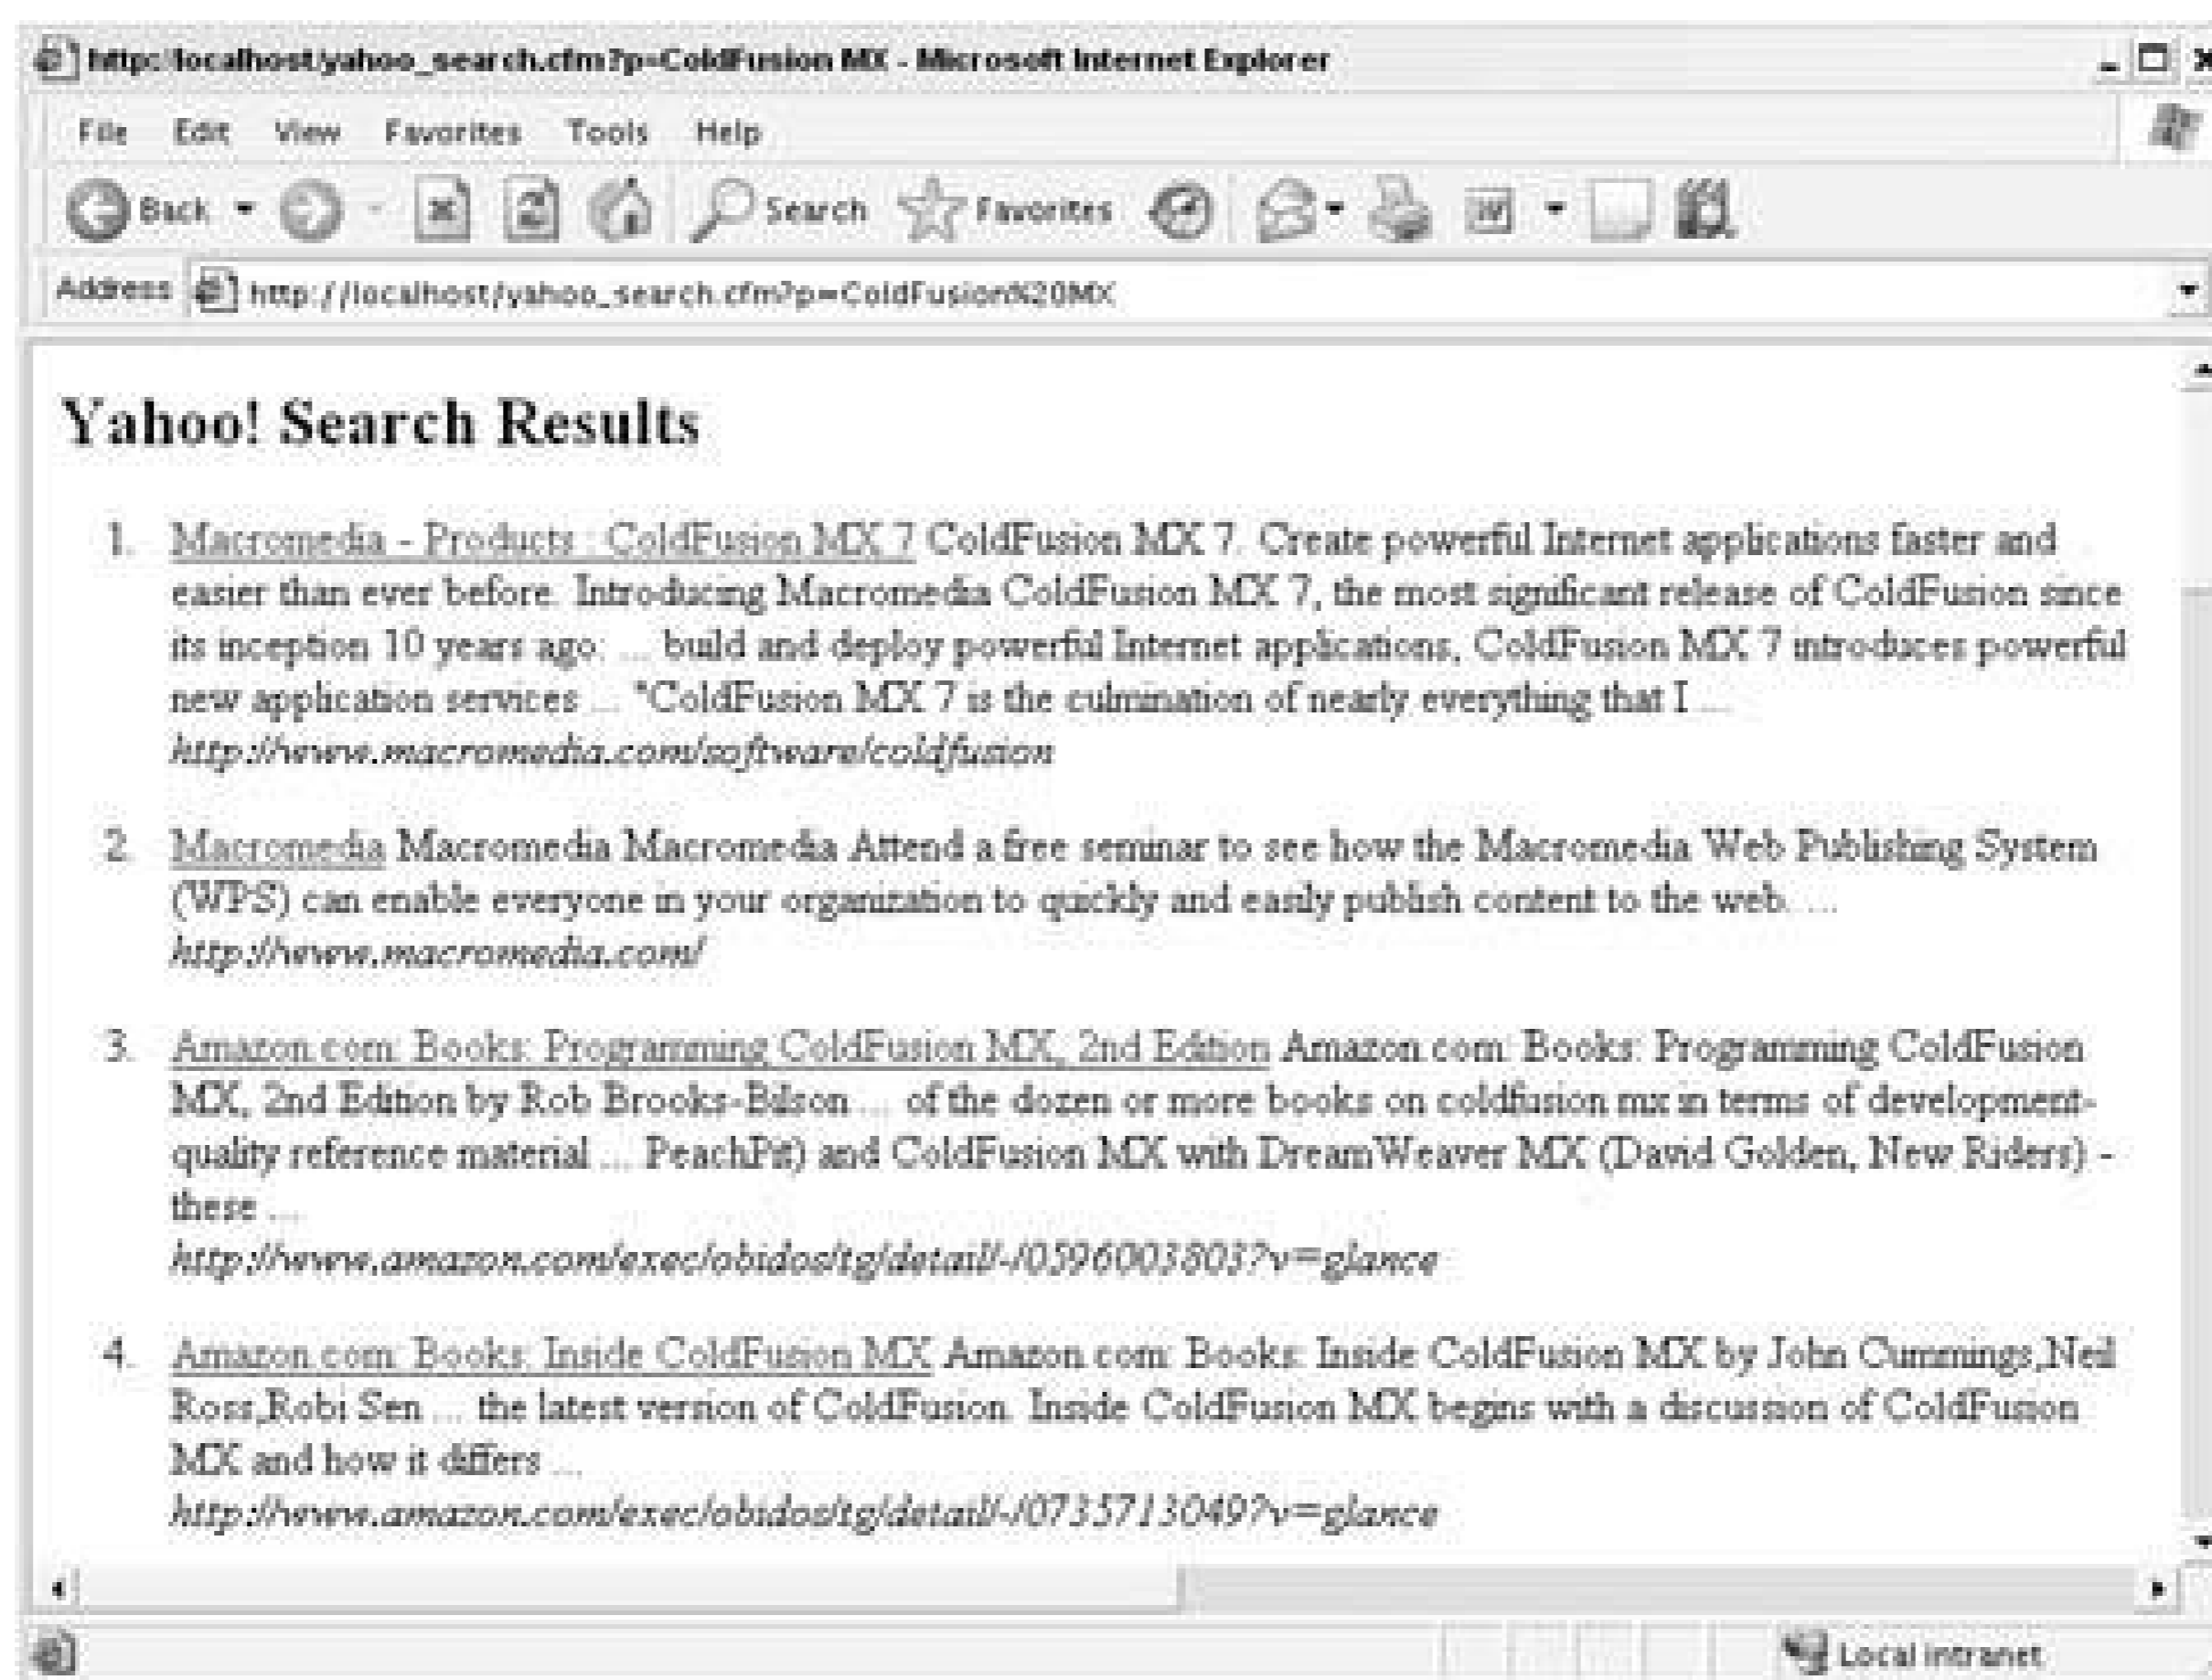 http://localhost/yahoo_search.cfm?p=ColdFusion MX - Microsoft Internet Explorer
File Edit View Favorites Tools Help
Back Search Favorites
Address http://localhost/yahoo_search.cfm?p=ColdFusion%20MX
Yahoo! Search Results
1. Macromedia - Products : ColdFusion MX 7 ColdFusion MX 7. Create powerful Internet applications faster and
easier than ever before. Introducing Macromedia ColdFusion MX 7, the most significant release of ColdFusion since
its inception 10 years ago: ... build and deploy powerful Internet applications, ColdFusion MX 7 introduces powerful
new application services ... "ColdFusion MX 7 is the culmination of nearly everything that I ...
http://www.macromedia.com/software/coldfusion
2. Macromedia Macromedia Macromedia Attend a free seminar to see how the Macromedia Web Publishing System
(WPS) can enable everyone in your organization to quickly and easily publish content to the web. ...
http://www.macromedia.com/
3. Amazon.com: Books: Programming ColdFusion MX, 2nd Edition Amazon.com: Books: Programming ColdFusion
MX, 2nd Edition by Rob Brooks-Bilson ... of the dozen or more books on coldfusion mx in terms of development-
quality reference material ... PeachPit) and ColdFusion MX with DreamWeaver MX (David Golden, New Riders) -
these ...
http://www.amazon.com/exec/obidos/tg/detail/-/0596003803?v=glance
4. Amazon.com: Books: Inside ColdFusion MX Amazon.com: Books: Inside ColdFusion MX by John Cummings,Neil
Ross,Robi Sen ... the latest version of ColdFusion. Inside ColdFusion MX begins with a discussion of ColdFusion
MX and how it differs ...
http://www.amazon.com/exec/obidos/tg/detail/-/0735713049?v=glance
Local intranet